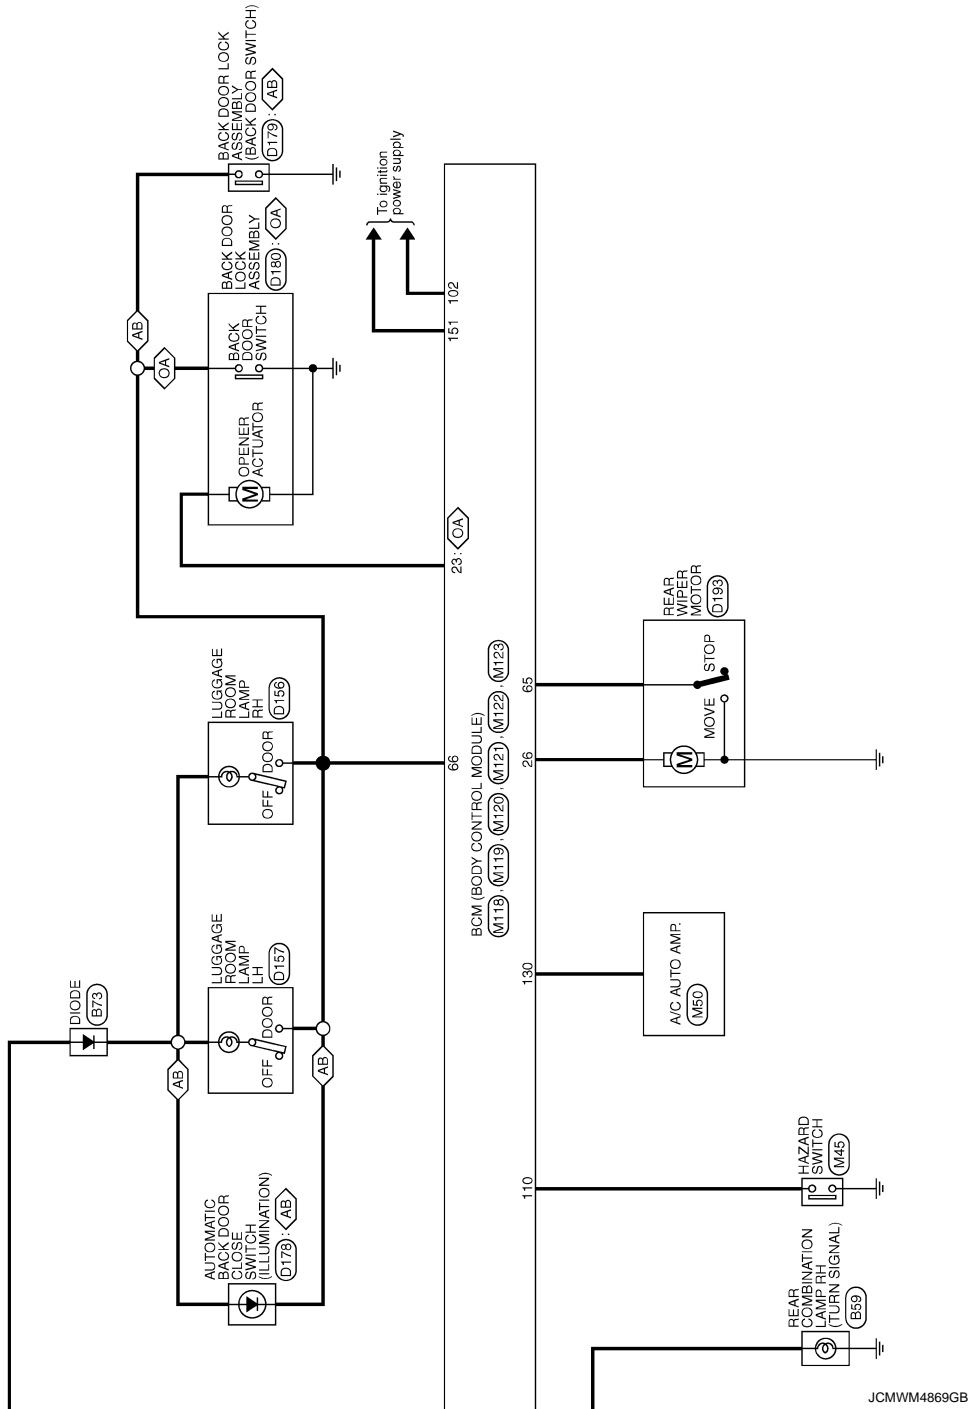 BACK DOOR LOCK
ASSEMBLY
(BACK DOOR SWITCH)
D179 : AB
BACK DOOR
LOCK
ASSEMBLY
D180 : OA
To ignition
power supply
AB
OA
BACK
DOOR
SWITCH
OPENER
ACTUATOR
M
102
151
23 : OA
LUGGAGE
ROOM
LAMP
RH
D156
DOOR
OFF
66
LUGGAGE
ROOM
LAMP
LH
D157
DOOR
OFF
DIODE
B73
AB
AB
AUTOMATIC
BACK DOOR
CLOSE
SWITCH
(ILLUMINATION)
D178 : AB
BCM (BODY CONTROL MODULE)
M118 , M119 , M120 , M121 , M122 , M123
65
26
130
110
REAR
WIPER
MOTOR
D193
STOP
MOVE
M
A/C AUTO AMP.
M50
HAZARD
SWITCH
M45
REAR
COMBINATION
LAMP RH
(TURN SIGNAL)
B59
JCMWM4869GB